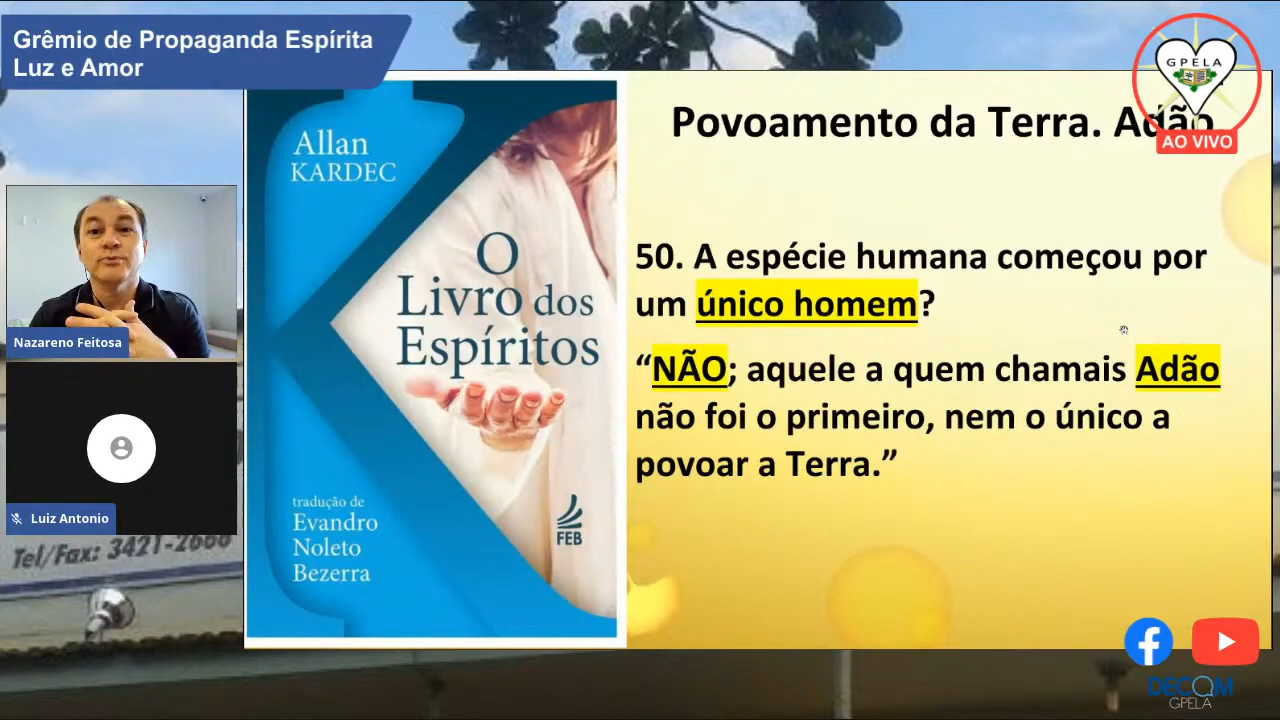 Grêmio de Propaganda Espírita
Luz e Amor
GPELA
AO VIVO
Povoamento da Terra. Adão
Allan
KARDEC
O
Livro dos
Espíritos
tradução de
Evandro
Noleto
Bezerra
FEB
50. A espécie humana começou por
um único homem?
“NÃO; aquele a quem chamais Adão
não foi o primeiro, nem o único a
povoar a Terra.”
Nazareno Feitosa
Luiz Antonio
Tel/Fax: 3421-2666
DECOM
GPELA